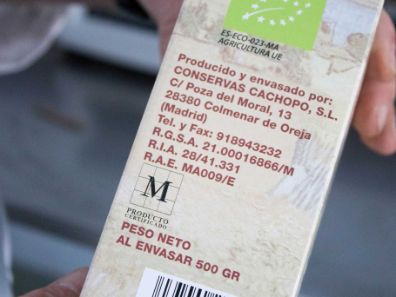 ES-ECO-023-MA
AGRICULTURA UE
Producido y envasado por:
CONSERVAS CACHOPO, S.L.
C/ Poza del Moral, 13
28380 Colmenar de Oreja
(Madrid)
Tel. y Fax: 918943232
R.G.S.A. 21.00016866/M
R.I.A. 28/41.331
R.A.E. MA009/E
M
PRODUCTO
CERTIFICADO
PESO NETO
AL ENVASAR 500 GR